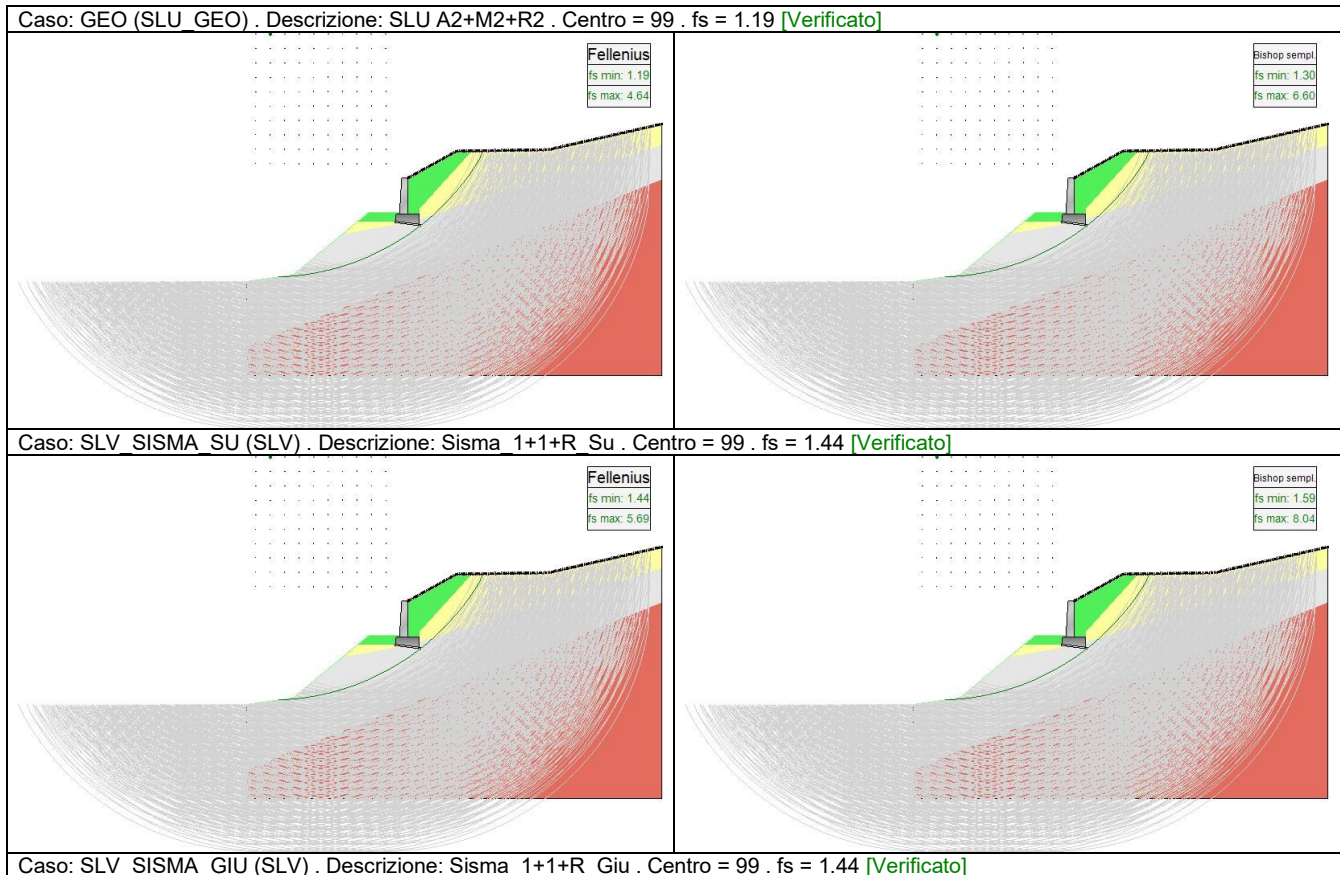 Caso: GEO (SLU_GEO) . Descrizione: SLU A2+M2+R2 . Centro = 99 . fs = 1.19 [Verificato]
Fellenius
fs min: 1.19
fs max: 4.64
Bishop sempl.
fs min: 1.30
fs max: 6.60
Caso: SLV_SISMA_SU (SLV) . Descrizione: Sisma_1+1+R_Su . Centro = 99 . fs = 1.44 [Verificato]
Fellenius
fs min: 1.44
fs max: 5.69
Bishop sempl.
fs min: 1.59
fs max: 8.04
Caso: SLV_SISMA_GIU (SLV) . Descrizione: Sisma_1+1+R_Giu . Centro = 99 . fs = 1.44 [Verificato]